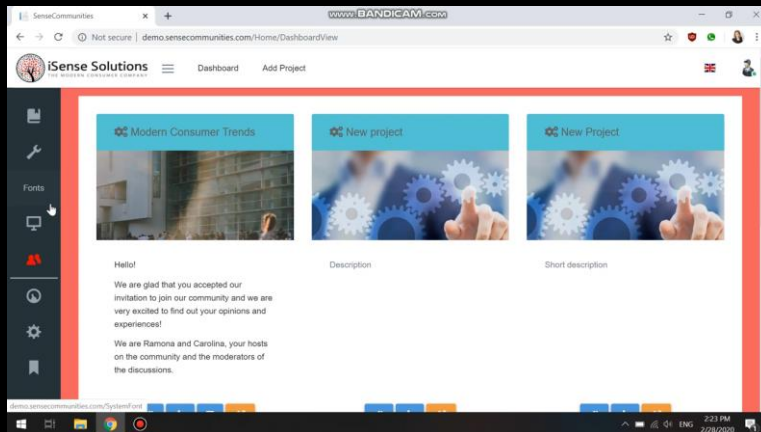 SenseCommunities
www.BANDICAM.com
Not secure | demo.sensecommunities.com/Home/DashboardView
iSense Solutions
THE MODERN CONSUMER COMPANY
Dashboard Add Project
Modern Consumer Trends
New project
New Project
Fonts
Hello!
Description
Short description
We are glad that you accepted our
invitation to join our community and we are
very excited to find out your opinions and
experiences!
We are Ramona and Carolina, your hosts
on the community and the moderators of
the discussions.
demo.sensecommunities.com/SystemFont
ENG
2:23 PM
2/28/2020